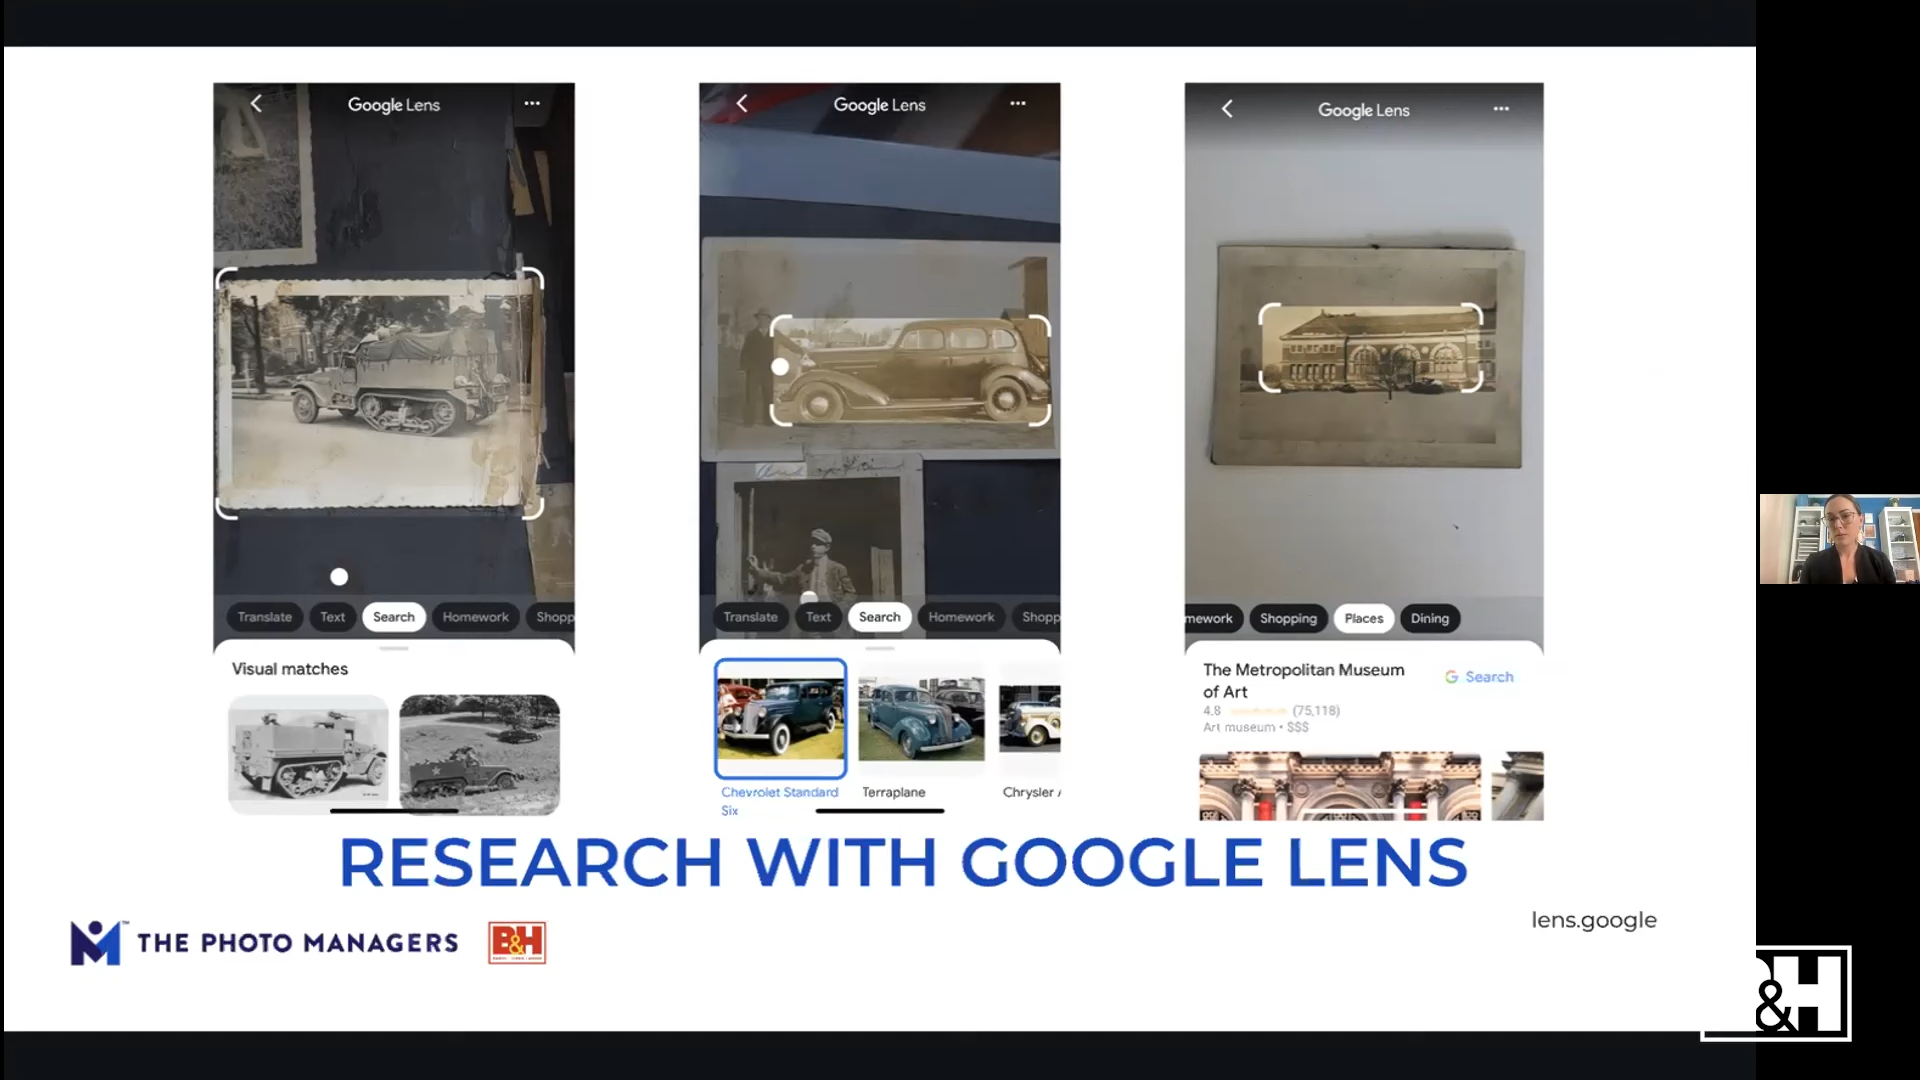 Google Lens
Translate
Text
Search
Homework
Shopp
Visual matches
Google Lens
Translate
Text
Search
Homework
Shopp
Chevrolet Standard
Six
Terraplane
Chrysler
Google Lens
mework
Shopping
Places
Dining
The Metropolitan Museum
of Art
Search
4.8
(75,118)
Art museum • $$$
RESEARCH WITH GOOGLE LENS
lens.google
THE PHOTO MANAGERS
B&H
&H